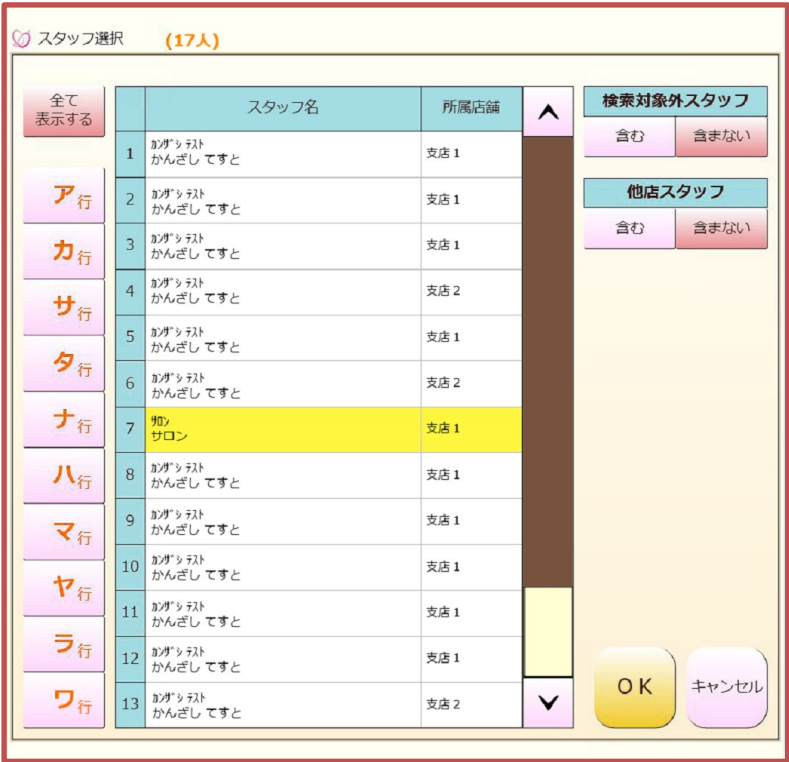 スタッフ選択 (17人)
全て
表示する
ア行
カ行
サ行
タ行
ナ行
ハ行
マ行
ヤ行
ラ行
ワ行
スタッフ名 所属店舗
1 ｶﾝｻﾞｼ ﾃｽﾄ
かんざし てすと 支店1
2 ｶﾝｻﾞｼ ﾃｽﾄ
かんざし てすと 支店1
3 ｶﾝｻﾞｼ ﾃｽﾄ
かんざし てすと 支店1
4 ｶﾝｻﾞｼ ﾃｽﾄ
かんざし てすと 支店2
5 ｶﾝｻﾞｼ ﾃｽﾄ
かんざし てすと 支店1
6 ｶﾝｻﾞｼ ﾃｽﾄ
かんざし てすと 支店2
7 ｻﾛﾝ
サロン 支店1
8 ｶﾝｻﾞｼ ﾃｽﾄ
かんざし てすと 支店1
9 ｶﾝｻﾞｼ ﾃｽﾄ
かんざし てすと 支店1
10 ｶﾝｻﾞｼ ﾃｽﾄ
かんざし てすと 支店1
11 ｶﾝｻﾞｼ ﾃｽﾄ
かんざし てすと 支店1
12 ｶﾝｻﾞｼ ﾃｽﾄ
かんざし てすと 支店1
13 ｶﾝｻﾞｼ ﾃｽﾄ
かんざし てすと 支店2
検索対象外スタッフ
含む 含まない
他店スタッフ
含む 含まない
OK キャンセル